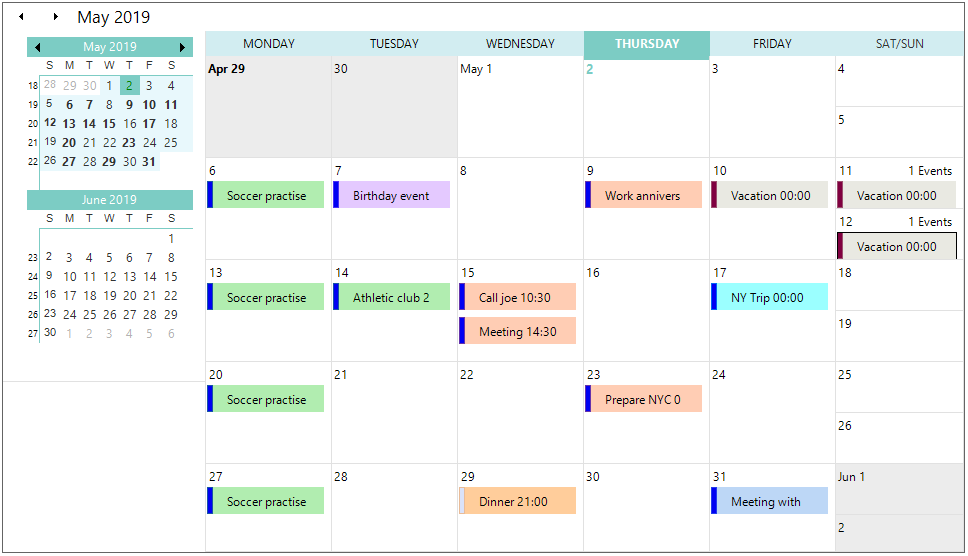 May 2019
May 2019
S M T W T F S
18 28 29 30 1 2 3 4
19 5 6 7 8 9 10 11
20 12 13 14 15 16 17 18
21 19 20 21 22 23 24 25
22 26 27 28 29 30 31
June 2019
S M T W T F S
1
23 2 3 4 5 6 7 8
24 9 10 11 12 13 14 15
25 16 17 18 19 20 21 22
26 23 24 25 26 27 28 29
27 30 1 2 3 4 5 6
MONDAY TUESDAY WEDNESDAY THURSDAY FRIDAY SAT/SUN
Apr 29 30 May 1 2 3 4
5
6 7 8 9 10 11 1 Events
Soccer practise Birthday event Work annivers Vacation 00:00 Vacation 00:00
12 1 Events
Vacation 00:00
13 14 15 16 17 18
Soccer practise Athletic club 2 Call joe 10:30 NY Trip 00:00
19
Meeting 14:30
20 21 22 23 24 25
Soccer practise Prepare NYC 0
26
27 28 29 30 31 Jun 1
Soccer practise Dinner 21:00 Meeting with
2